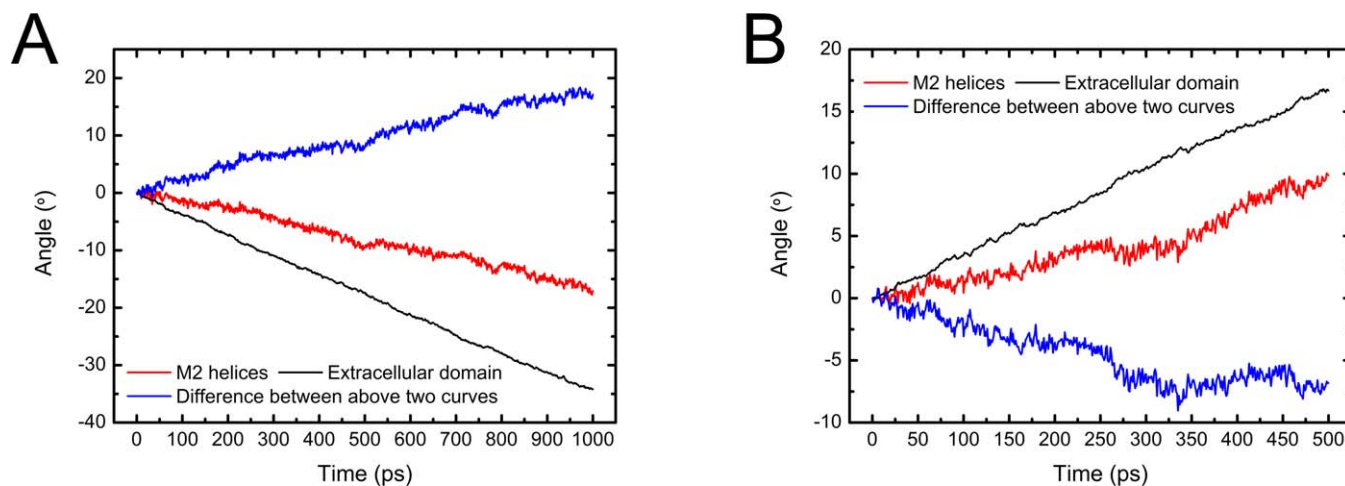 A
20
10
0
-10
-20
-30
-40
Angle (°)
M2 helices Extracellular domain
Difference between above two curves
0 100 200 300 400 500 600 700 800 900 1000
Time (ps)
B
20
15
10
5
0
-5
-10
Angle (°)
M2 helices Extracellular domain
Difference between above two curves
0 50 100 150 200 250 300 350 400 450 500
Time (ps)